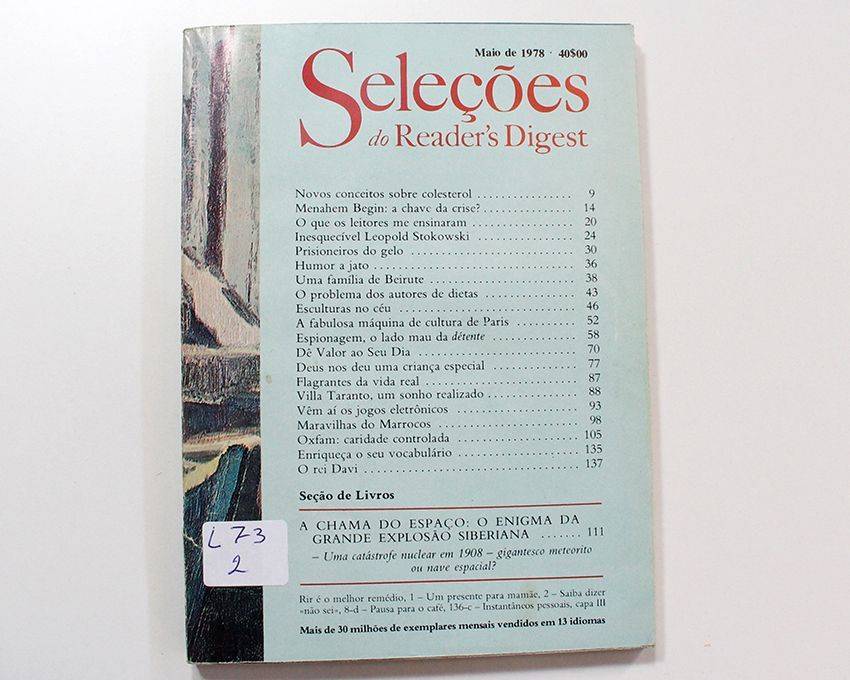 Maio de 1978 · 40$00
Seleções
do Reader's Digest
Novos conceitos sobre colesterol . . . . . . . . . . . . . . . . 9
Menahem Begin: a chave da crise? . . . . . . . . . . . . . . . 14
O que os leitores me ensinaram . . . . . . . . . . . . . . . . . 20
Inesquecível Leopold Stokowski . . . . . . . . . . . . . . . . 24
Prisioneiros do gelo . . . . . . . . . . . . . . . . . . . . . . . . . . 30
Humor a jato . . . . . . . . . . . . . . . . . . . . . . . . . . . . . . . 36
Uma família de Beirute . . . . . . . . . . . . . . . . . . . . . . . 38
O problema dos autores de dietas . . . . . . . . . . . . . . . 43
Esculturas no céu . . . . . . . . . . . . . . . . . . . . . . . . . . . . 46
A fabulosa máquina de cultura de Paris . . . . . . . . . . 52
Espionagem, o lado mau da détente . . . . . . . . . . . . . . 58
Dê Valor ao Seu Dia . . . . . . . . . . . . . . . . . . . . . . . . . . 70
Deus nos deu uma criança especial . . . . . . . . . . . . . . 77
Flagrantes da vida real . . . . . . . . . . . . . . . . . . . . . . . . 87
Villa Taranto, um sonho realizado . . . . . . . . . . . . . . . 88
Vêm aí os jogos eletrônicos . . . . . . . . . . . . . . . . . . . . 93
Maravilhas do Marrocos . . . . . . . . . . . . . . . . . . . . . . . 98
Oxfam: caridade controlada . . . . . . . . . . . . . . . . . . . . 105
Enriqueça o seu vocabulário . . . . . . . . . . . . . . . . . . . . 135
O rei Davi . . . . . . . . . . . . . . . . . . . . . . . . . . . . . . . . . . 137
Seção de Livros
A CHAMA DO ESPAÇO: O ENIGMA DA
GRANDE EXPLOSÃO SIBERIANA . . . . . . . 111
– Uma catástrofe nuclear em 1908 – gigantesco meteorito
ou nave espacial?
Rir é o melhor remédio, 1 – Um presente para mamãe, 2 – Saiba dizer
«não sei», 8-d – Pausa para o café, 136-c – Instantâneos pessoais, capa III
Mais de 30 milhões de exemplares mensais vendidos em 13 idiomas
L 73
2